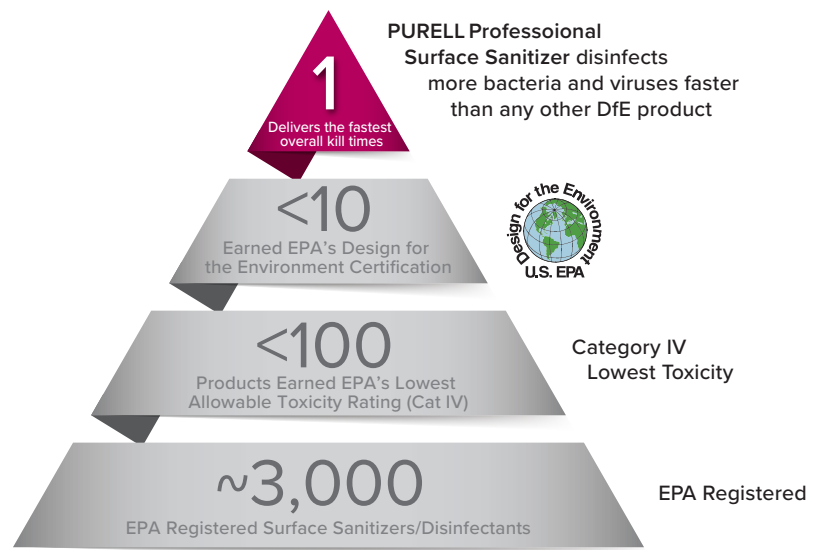 PURELL Professoional
Surface Sanitizer disinfects
more bacteria and viruses faster
than any other DfE product
1
Delivers the fastest
overall kill times
<10
Earned EPA's Design for
the Environment Certification
Design for the Environment
U.S. EPA
<100
Products Earned EPA's Lowest
Allowable Toxicity Rating (Cat IV)
Category IV
Lowest Toxicity
~3,000
EPA Registered Surface Sanitizers/Disinfectants
EPA Registered